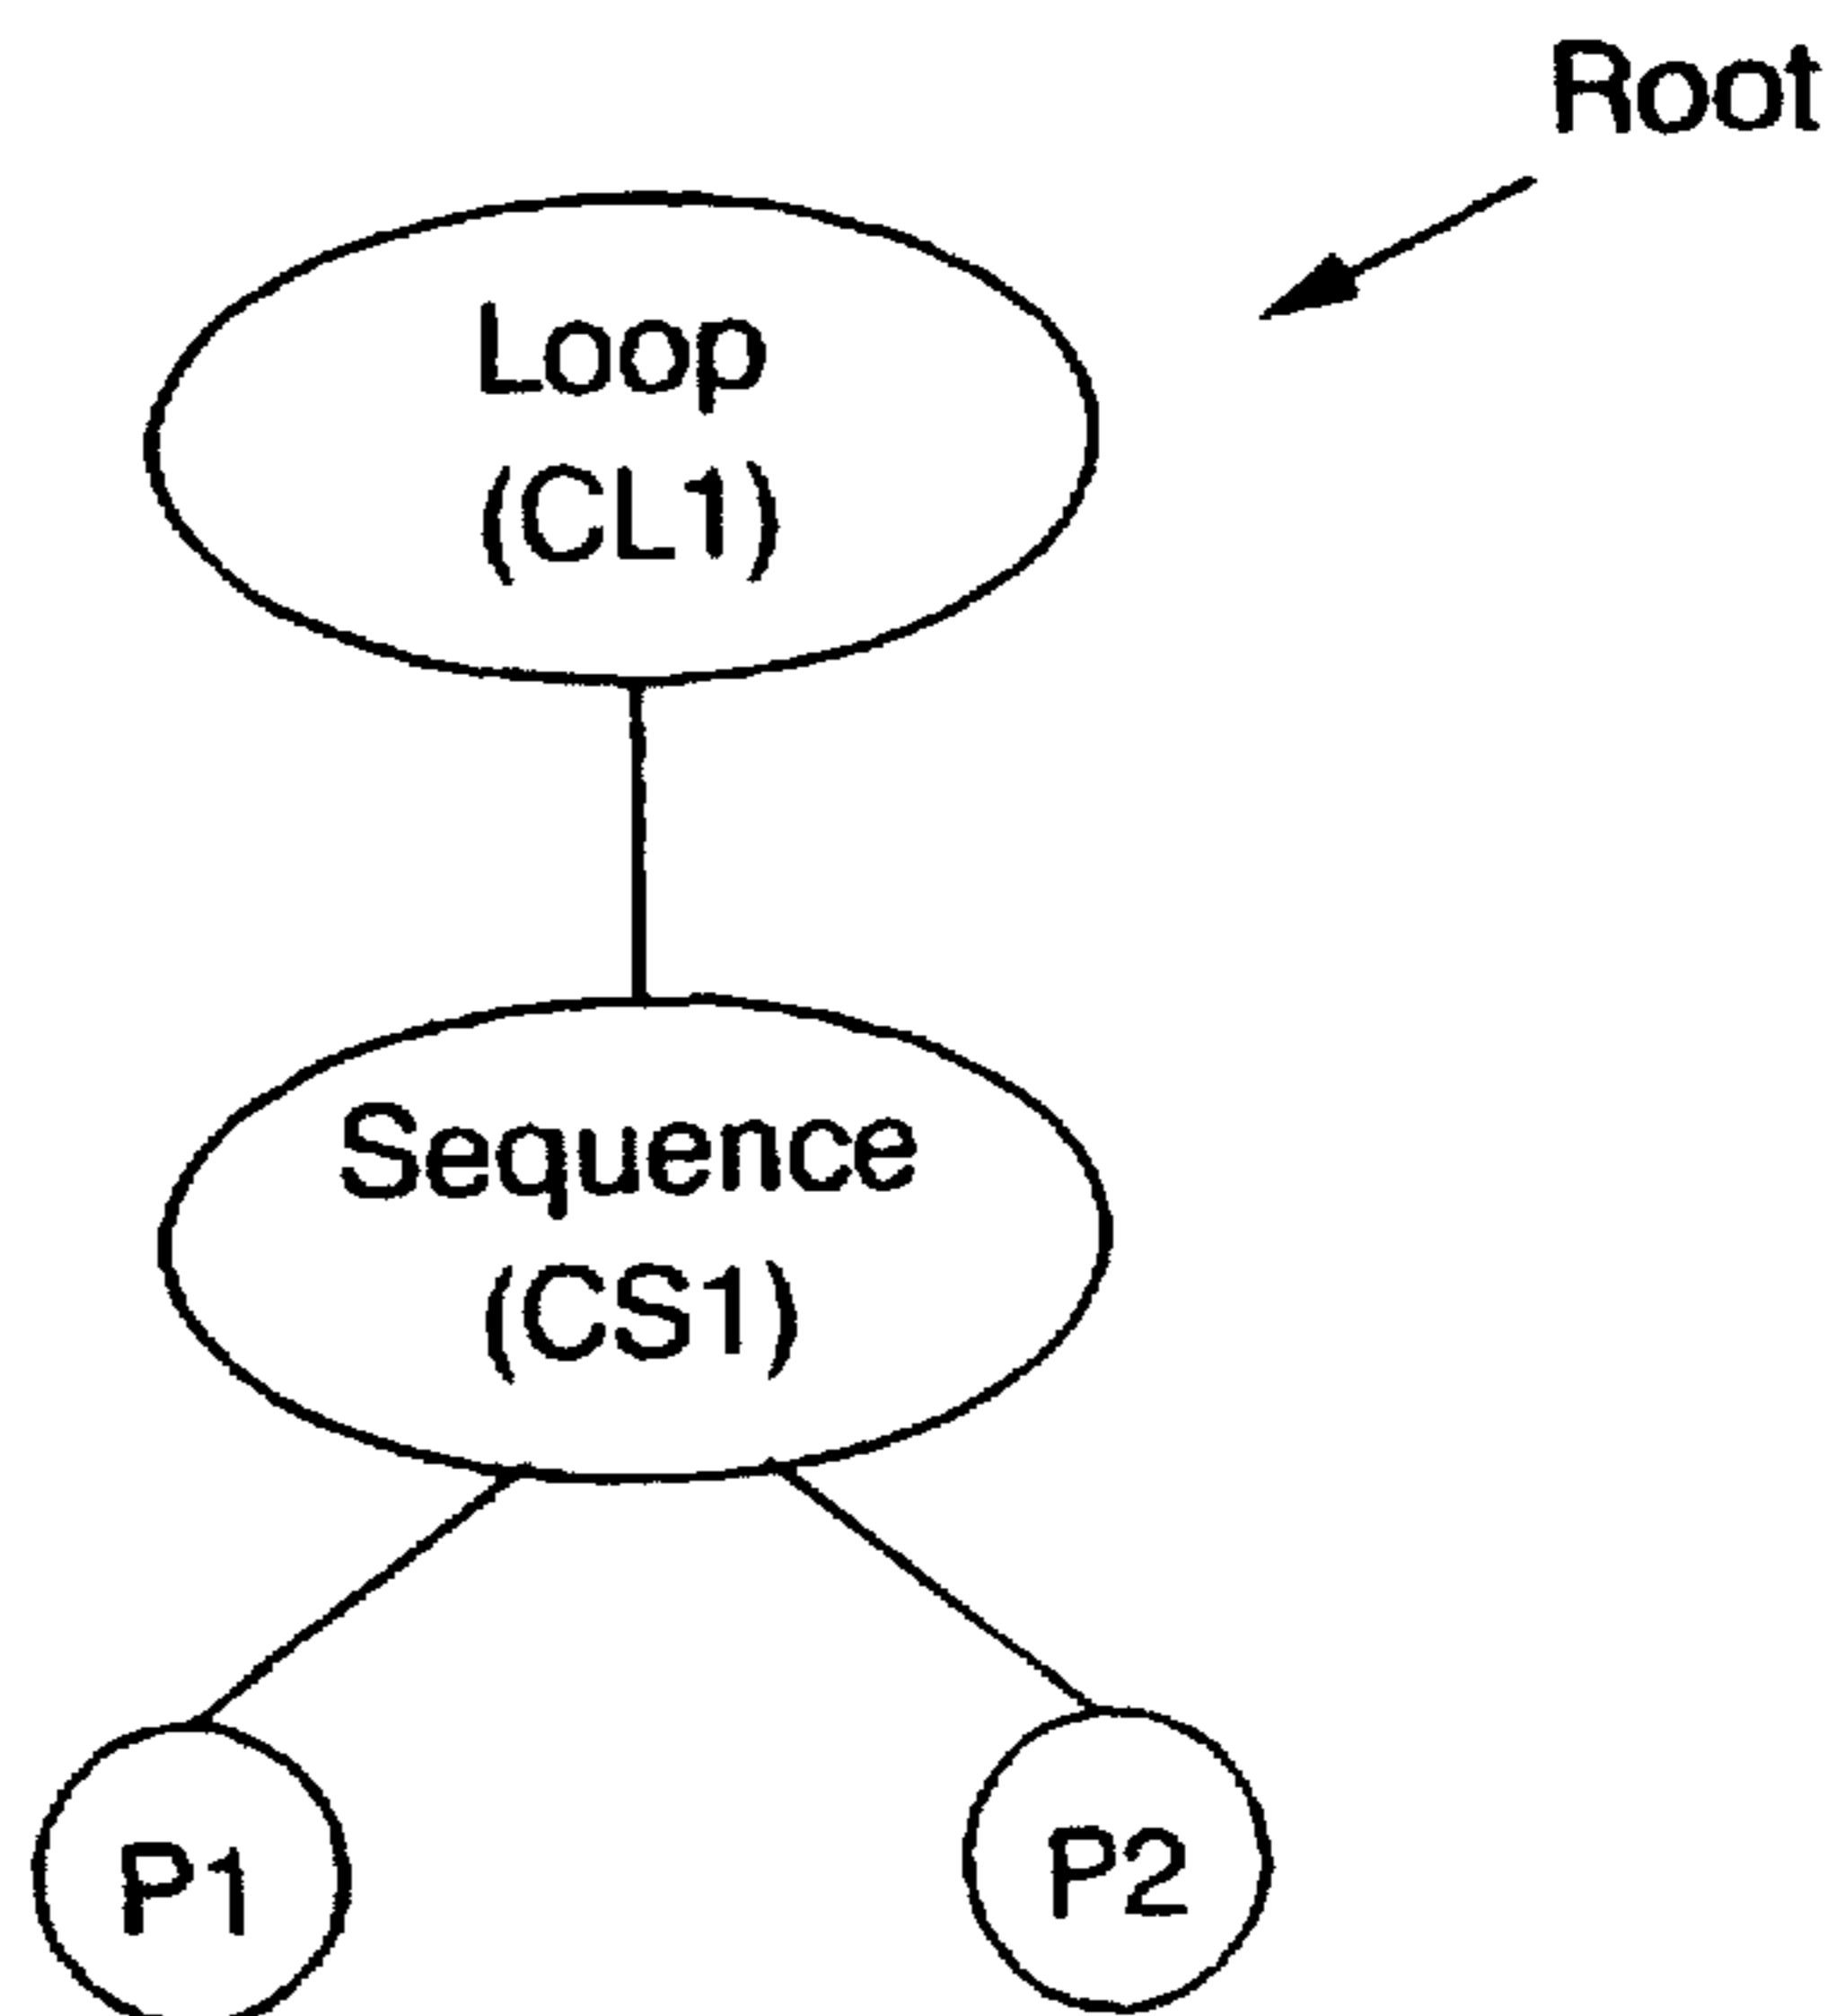 Root
Loop
(CL1)
Sequence
(CS1)
P1
P2